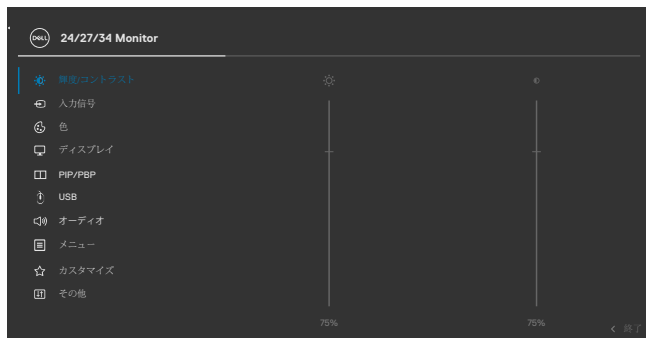 DELL
24/27/34 Monitor
輝度/コントラスト
入力信号
色
ディスプレイ
PIP/PBP
USB
オーディオ
メニュー
カスタマイズ
その他
75% 75%
終了